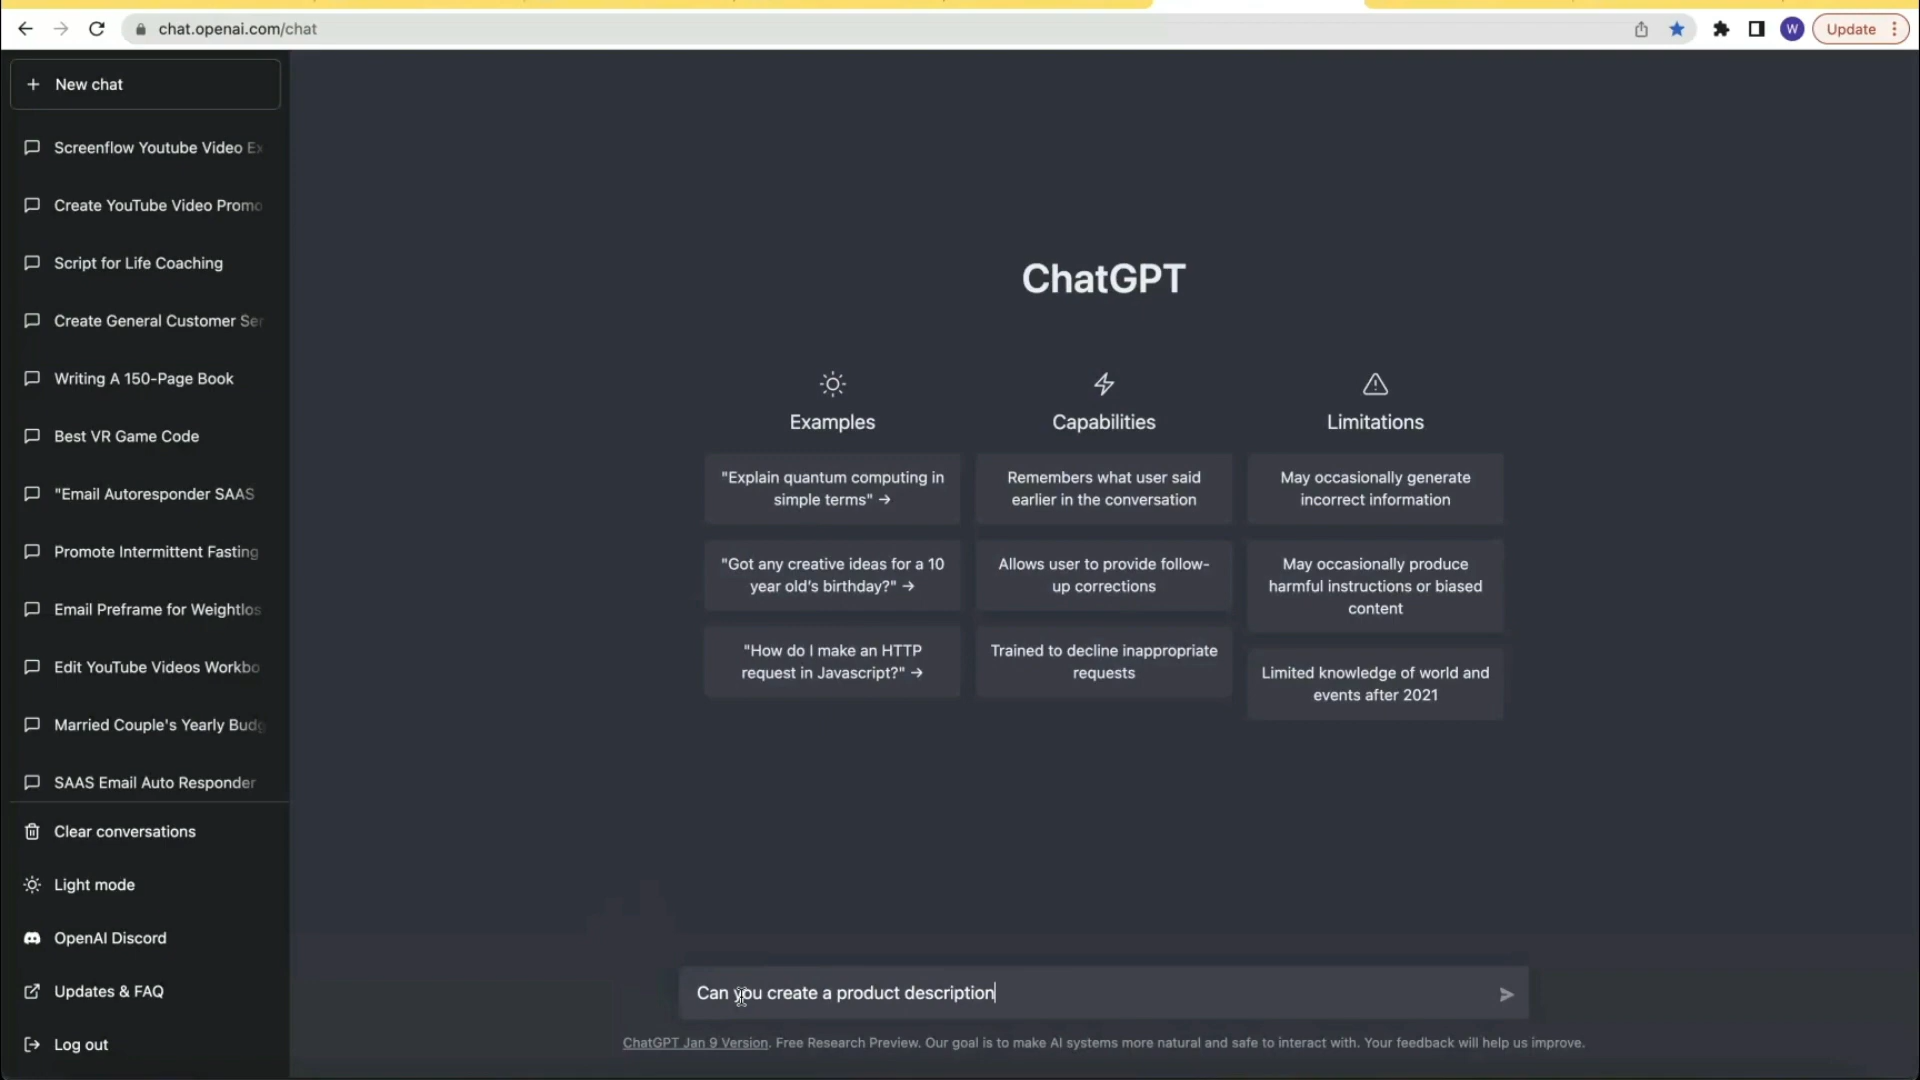 chat.openai.com/chat
W
Update
New chat
Screenflow Youtube Video Ex
Create YouTube Video Promo
Script for Life Coaching
Create General Customer Ser
Writing A 150-Page Book
Best VR Game Code
"Email Autoresponder SAAS
Promote Intermittent Fasting
Email Preframe for Weightlos
Edit YouTube Videos Workbo
Married Couple's Yearly Budg
SAAS Email Auto Responder
Clear conversations
Light mode
OpenAI Discord
Updates & FAQ
Log out
ChatGPT
Examples
"Explain quantum computing in
simple terms" →
"Got any creative ideas for a 10
year old's birthday?" →
"How do I make an HTTP
request in Javascript?" →
Capabilities
Remembers what user said
earlier in the conversation
Allows user to provide follow-
up corrections
Trained to decline inappropriate
requests
Limitations
May occasionally generate
incorrect information
May occasionally produce
harmful instructions or biased
content
Limited knowledge of world and
events after 2021
Can you create a product description
ChatGPT Jan 9 Version. Free Research Preview. Our goal is to make AI systems more natural and safe to interact with. Your feedback will help us improve.